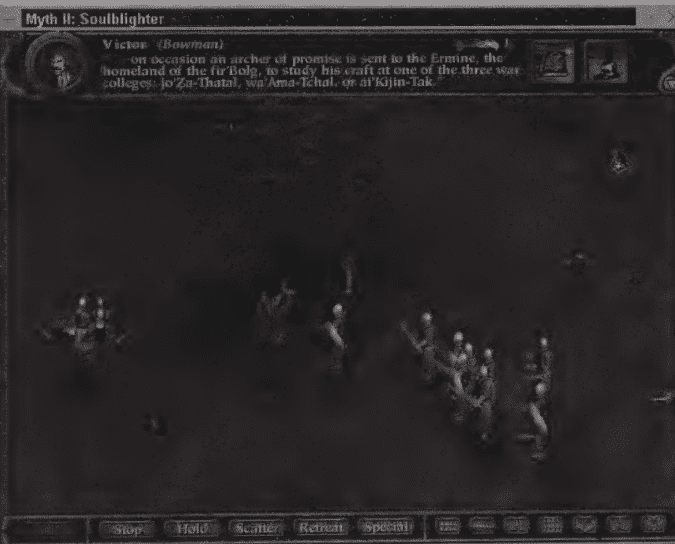 Myth II: Soulblighter
Victor (Bowman)
on occasion an archer of promise is sent to the Ermine, the
homeland of the fir'Bolg, to study his craft at one of the three war
colleges: jo'Za-Thatal, wa'Ama-Tchal, or ai'Kijin-Tak.
Stop Hold Scatter Retreat Special